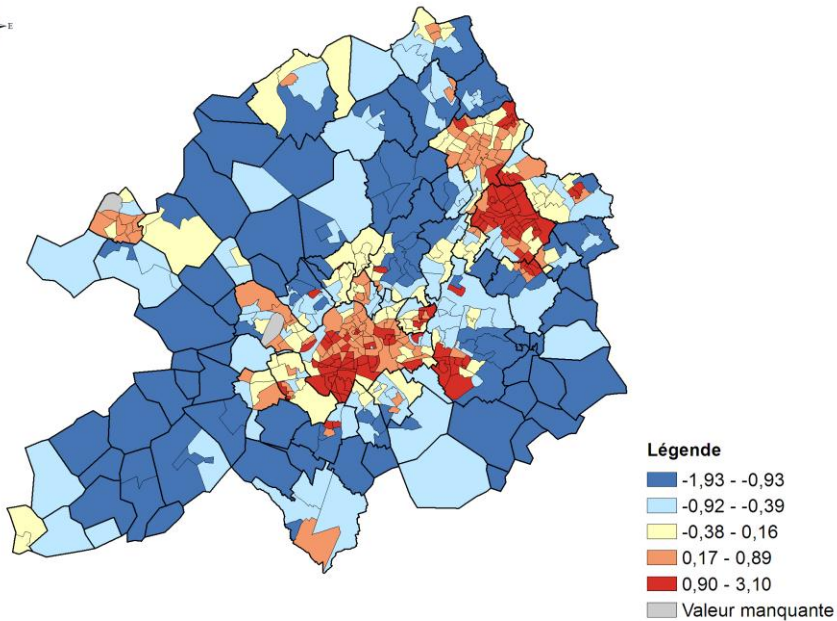 E
Légende
-1,93 - -0,93
-0,92 - -0,39
-0,38 - 0,16
0,17 - 0,89
0,90 - 3,10
Valeur manquante